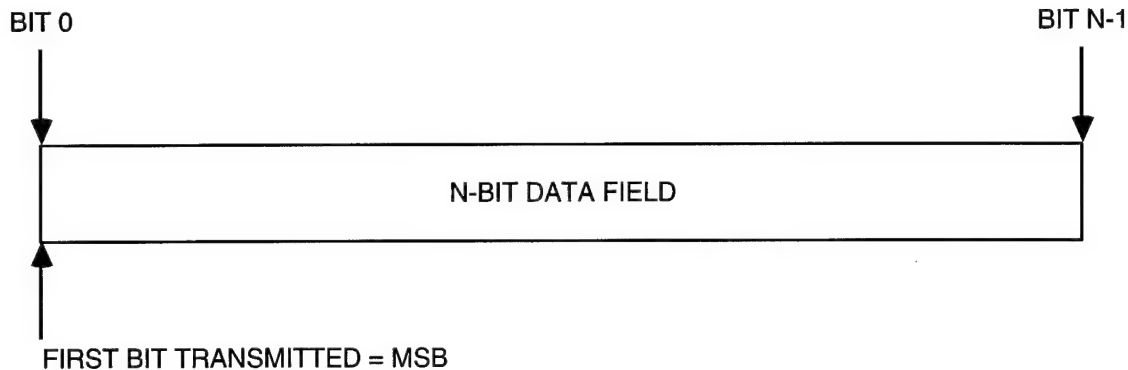 BIT 0
BIT N-1
N-BIT DATA FIELD
FIRST BIT TRANSMITTED = MSB